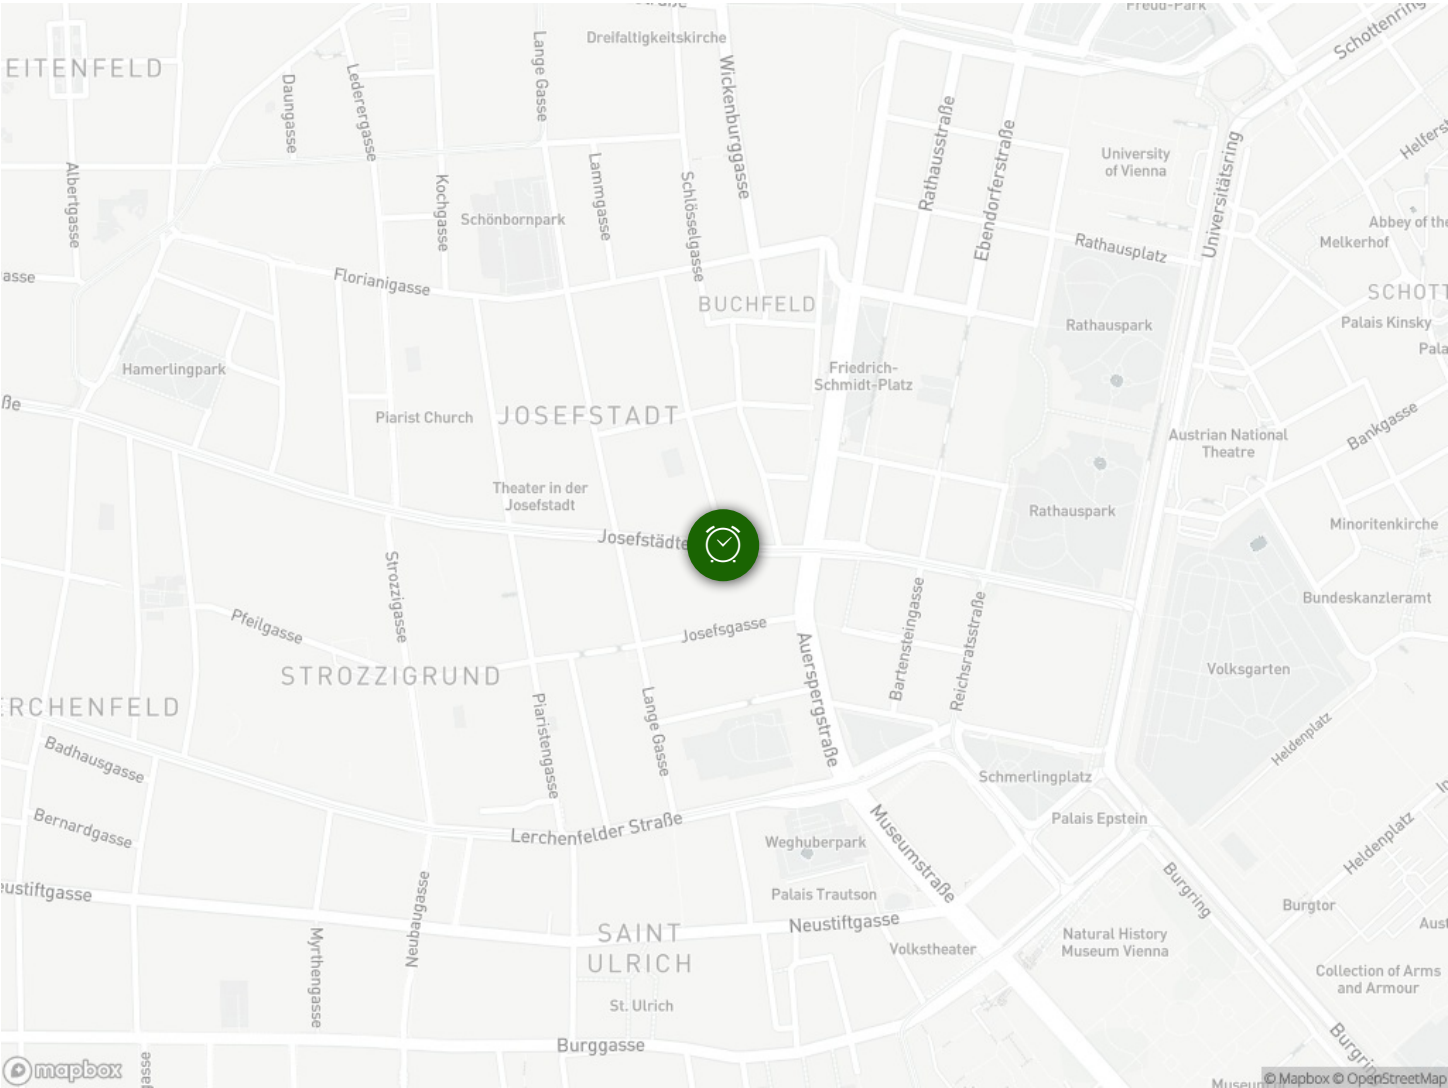 Freud-Park
Schottenring
Dreifaltigkeitskirche
Lange Gasse
Wickenburggasse
EITENFELD
Daungasse
Lederergasse
Rathausstraße
Ebendorferstraße
Universitätsring
Helferst
University
of Vienna
Albertgasse
Kochgasse
Lammgasse
Schlösselgasse
Schönbornpark
Abbey of the
Melkerhof
Rathausplatz
asse
Florianigasse
BUCHFELD
SCHOTT
Rathauspark
Palais Kinsky
Pala
Hamerlingpark
Friedrich-
Schmidt-Platz
ße
Piarist Church
JOSEFSTADT
Bankgasse
Austrian National
Theatre
Theater in der
Josefstadt
Rathauspark
Minoritenkirche
Josefstädte
Strozzigasse
Bartensteingasse
Reichsratsstraße
Bundeskanzleramt
Pfeilgasse
Josefsgasse
Auerspergstraße
STROZZIGRUND
Volksgarten
ERCHENFELD
Piaristengasse
Lange Gasse
Heldenplatz
Badhausgasse
Schmerlingplatz
Bernardgasse
Lerchenfelder Straße
Palais Epstein
Weghuberpark
Museumstraße
Heldenplatz
In
eustiftgasse
Palais Trautson
Burgring
Burgtor
Neubaugasse
Neustiftgasse
Aust
SAINT
ULRICH
Volkstheater
Natural History
Museum Vienna
Myrthengasse
Collection of Arms
and Armour
St. Ulrich
Burggasse
Burgring
mapbox
© Mapbox © OpenStreetMap